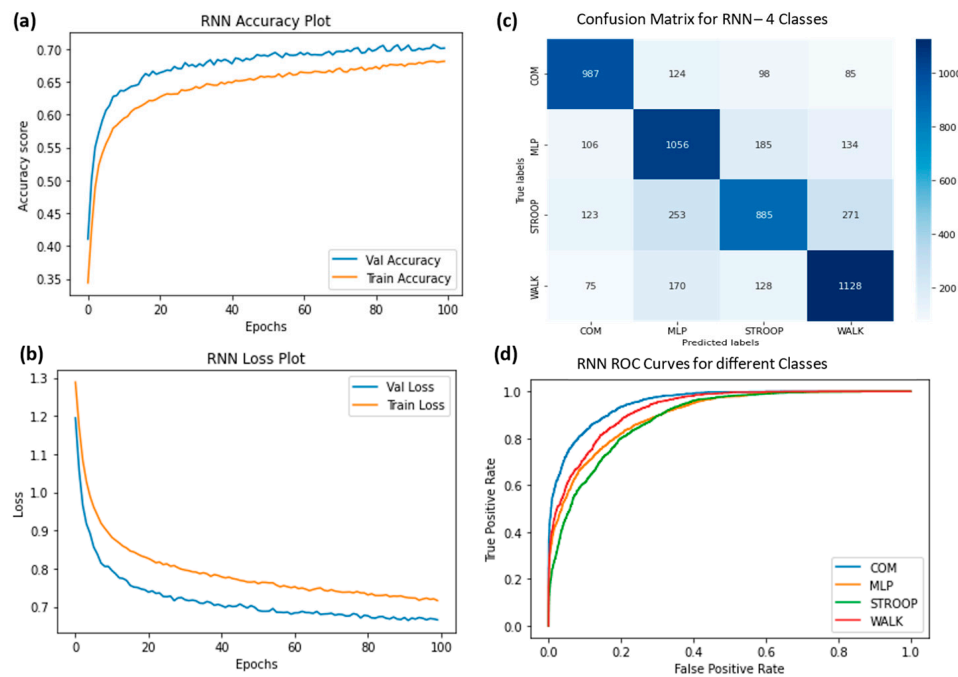 (a)
RNN Accuracy Plot
0.70
0.65
0.60
0.55
0.50
0.45
0.40
0.35
Accuracy score
Val Accuracy
Train Accuracy
0 20 40 60 80 100
Epochs
(c) Confusion Matrix for RNN – 4 Classes
True labels
COM 987 124 98 85
MLP 106 1056 185 134
STROOP 123 253 885 271
WALK 75 170 128 1128
COM MLP STROOP WALK
Predicted labels
1000
800
600
400
200
(b)
RNN Loss Plot
1.3
1.2
1.1
1.0
0.9
0.8
0.7
Loss
Val Loss
Train Loss
0 20 40 60 80 100
Epochs
(d)
RNN ROC Curves for different Classes
1.0
0.8
0.6
0.4
0.2
0.0
True Positive Rate
COM
MLP
STROOP
WALK
0.0 0.2 0.4 0.6 0.8 1.0
False Positive Rate